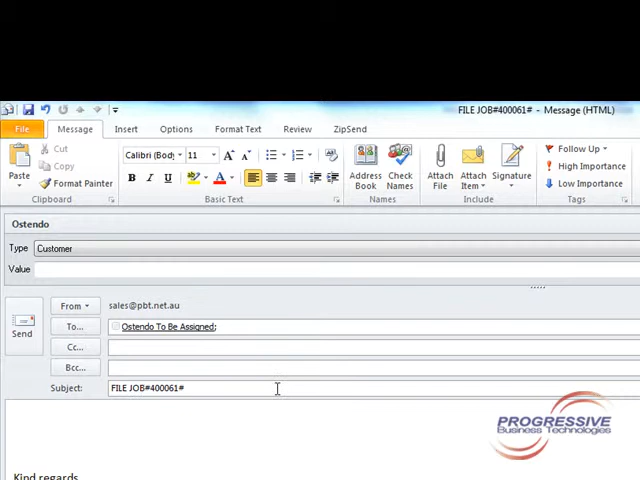 FILE JOB#400061# - Message (HTML)
File Message Insert Options Format Text Review ZipSend
Cut
Copy
Paste
Format Painter
Clipboard
Calibri (Bod 11 A A
B I U A
Basic Text
Address Book
Check Names
Names
Attach File
Attach Item
Signature
Include
Follow Up
High Importance
Low Importance
Tags
Ostendo
Type Customer
Value
Send
From sales@pbt.net.au
To... Ostendo To Be Assigned;
Cc...
Bcc...
Subject: FILE JOB#400061#
PROGRESSIVE
Business Technologies
Kind regards